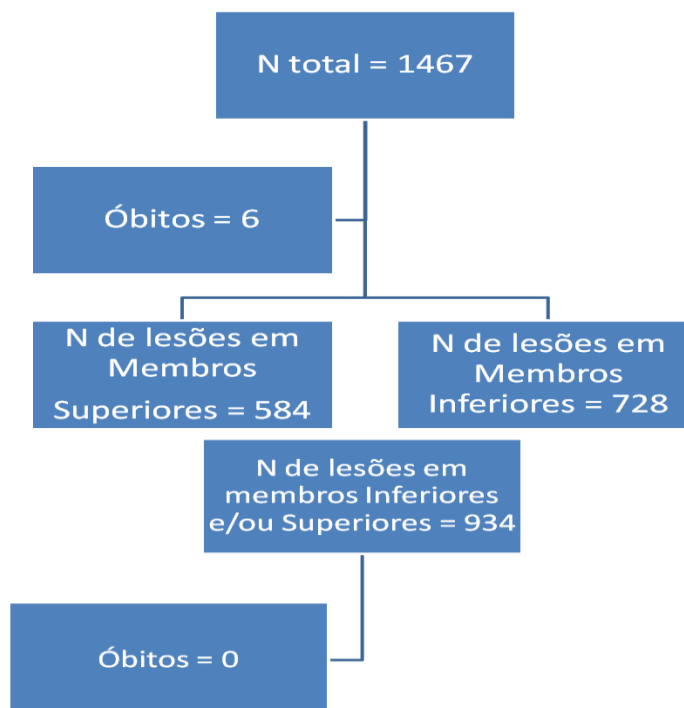 N total = 1467
Óbitos = 6
N de lesões em
Membros
Superiores = 584
N de lesões em
Membros
Inferiores = 728
N de lesões em
membros Inferiores
e/ou Superiores = 934
Óbitos = 0